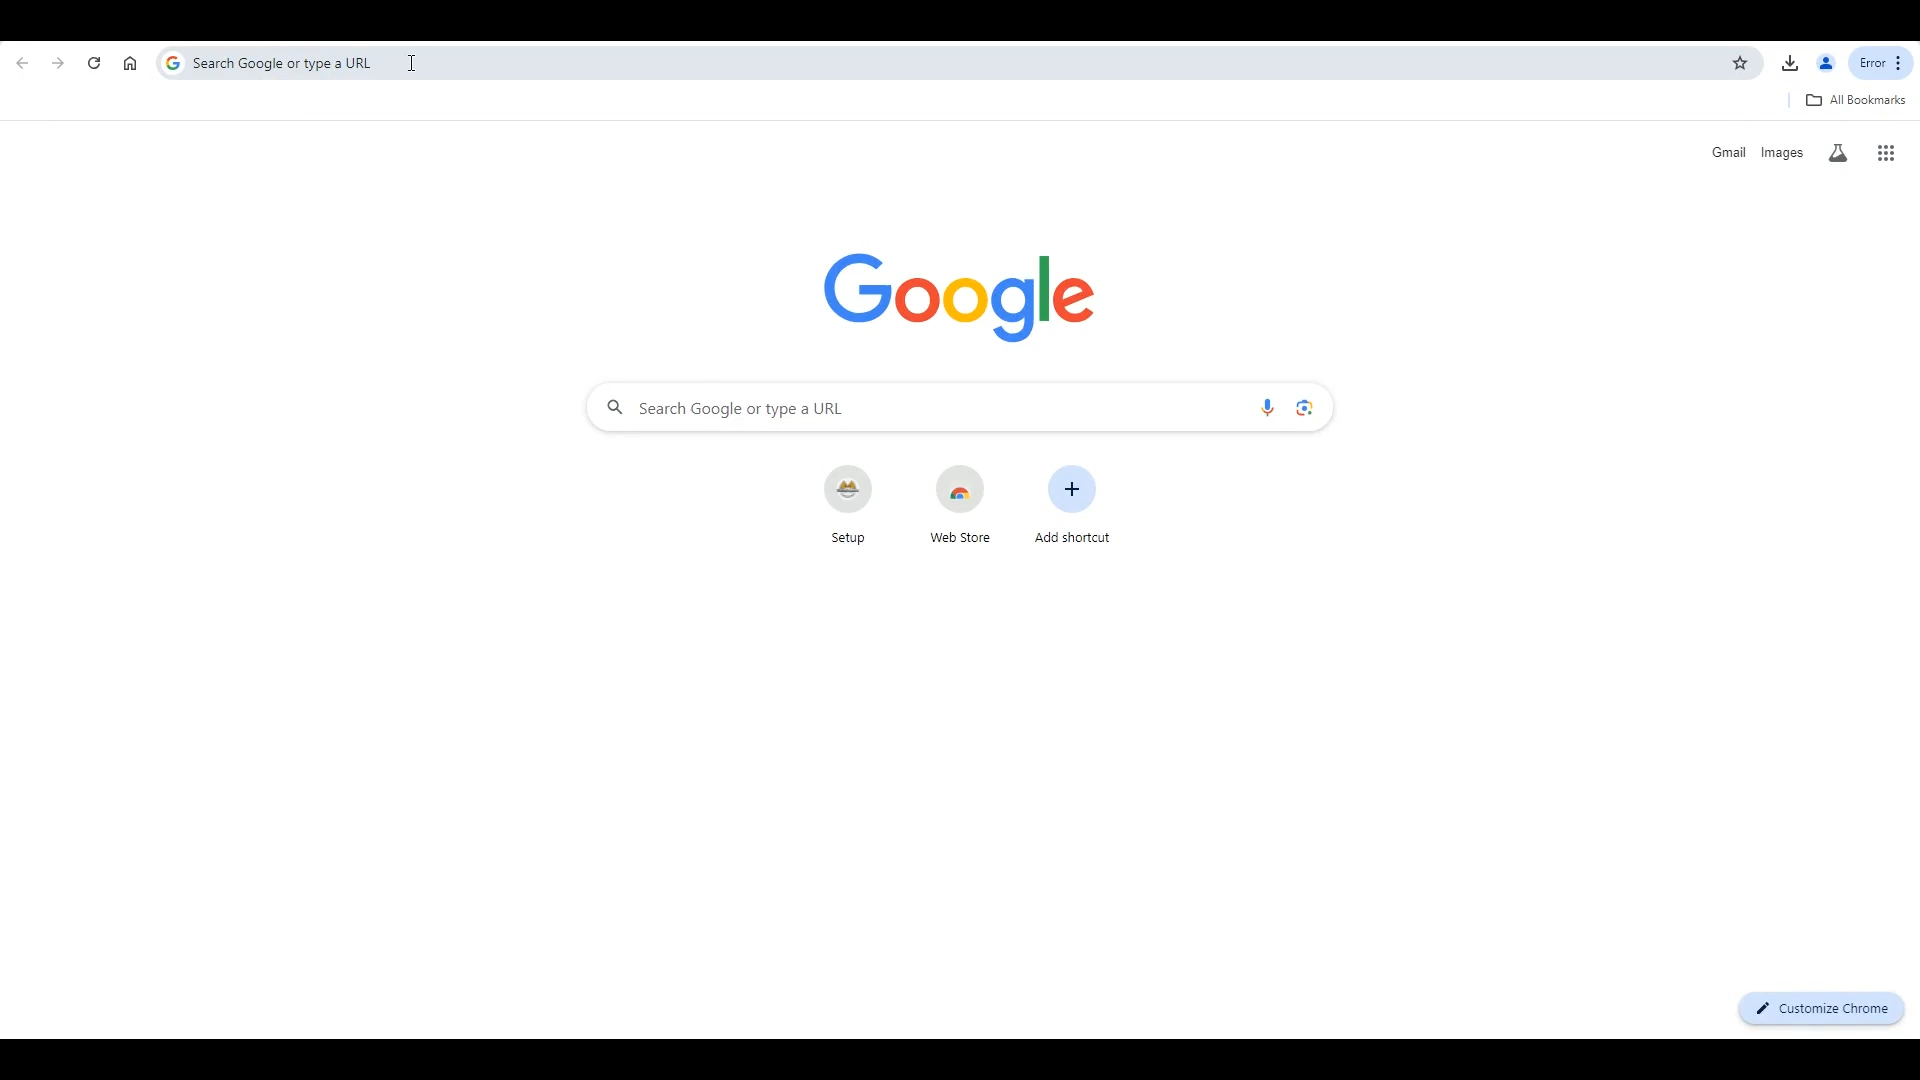 Search Google or type a URL
Error
All Bookmarks
Gmail Images
Google
Search Google or type a URL
Setup Web Store Add shortcut
Customize Chrome